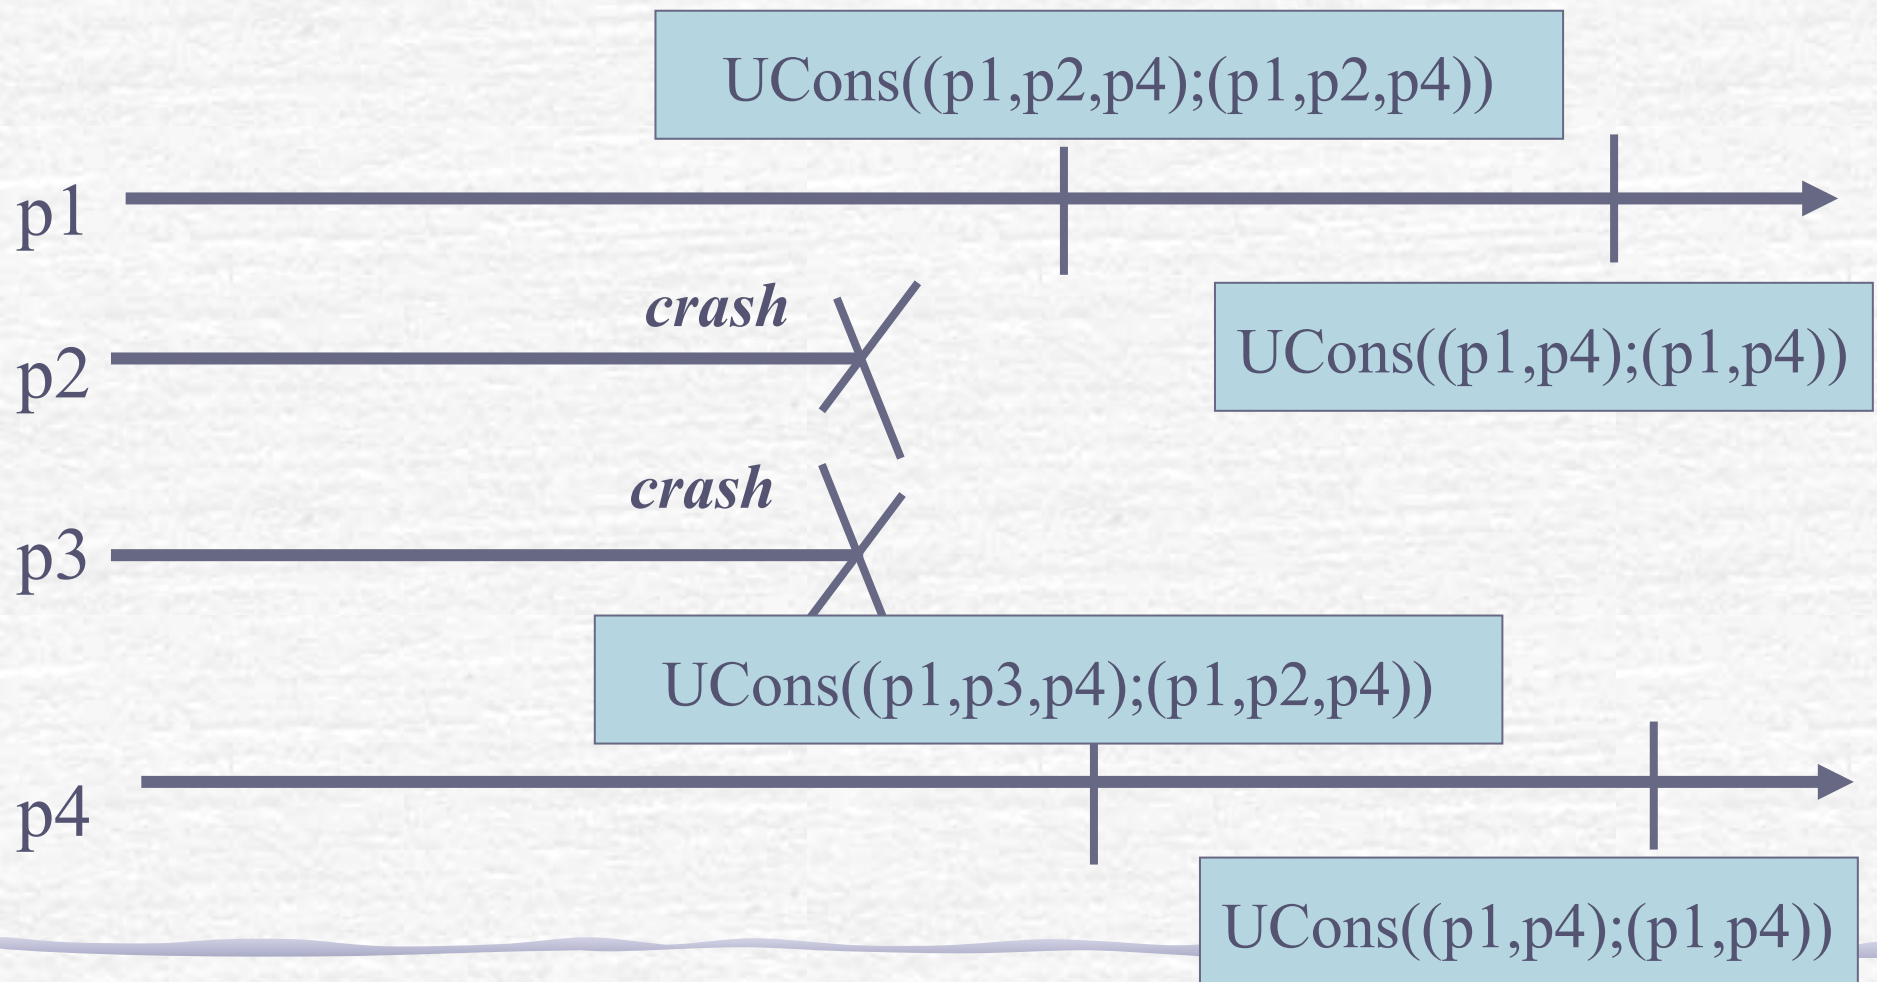 UCons((p1,p2,p4);(p1,p2,p4))
p1
crash
p2
UCons((p1,p4);(p1,p4))
crash
p3
UCons((p1,p3,p4);(p1,p2,p4))
p4
UCons((p1,p4);(p1,p4))